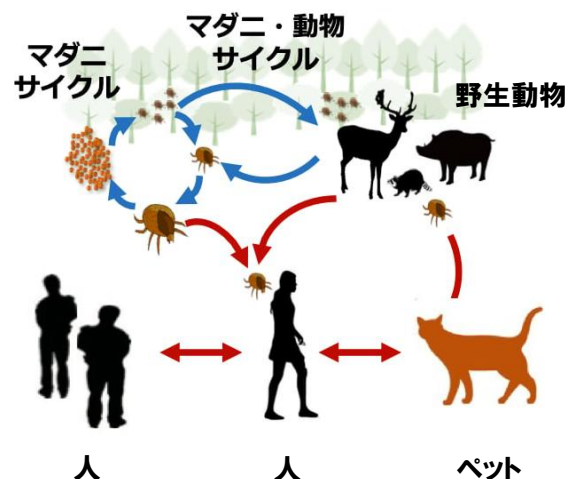 マダニ
サイクル
マダニ・動物
サイクル
野生動物
人
人
ペット